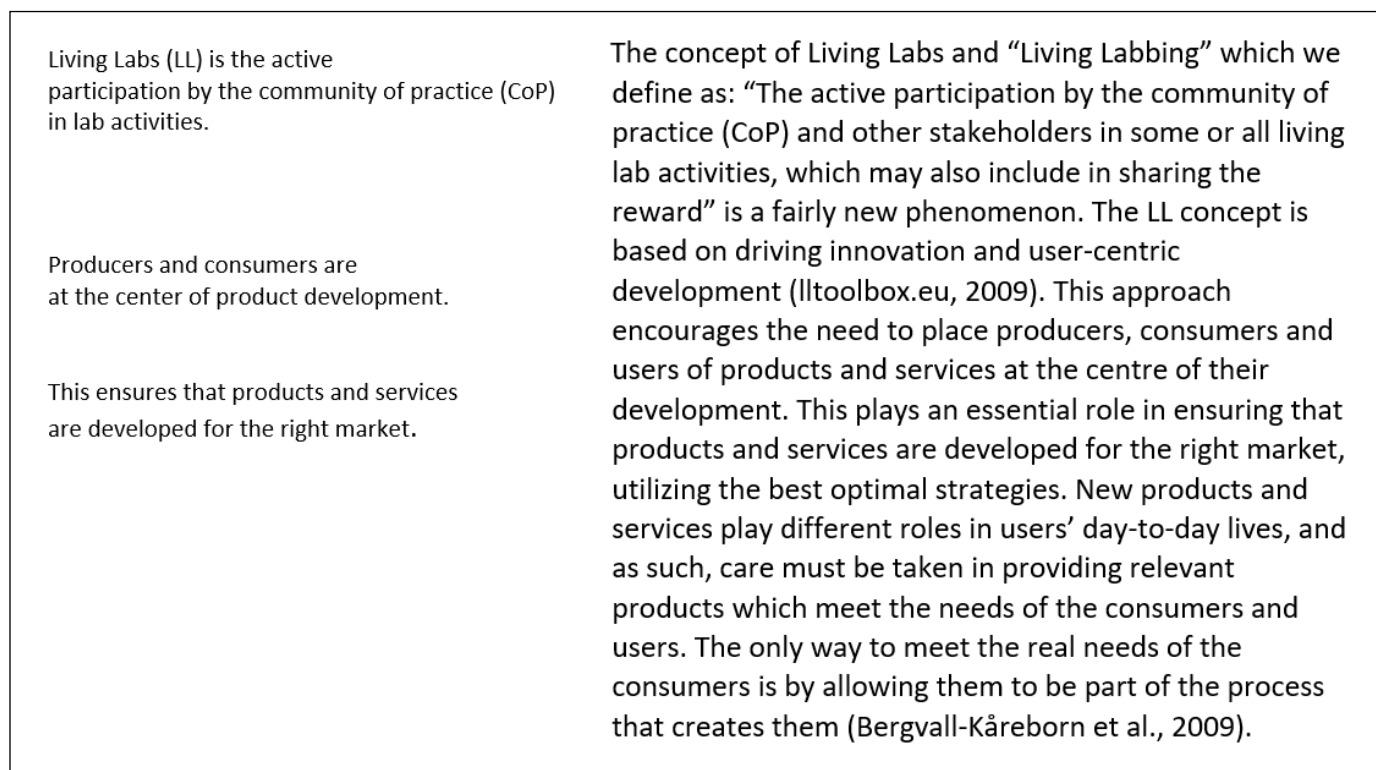 Living Labs (LL) is the active
participation by the community of practice (CoP)
in lab activities.
Producers and consumers are
at the center of product development.
This ensures that products and services
are developed for the right market.
The concept of Living Labs and “Living Labbing” which we
define as: “The active participation by the community of
practice (CoP) and other stakeholders in some or all living
lab activities, which may also include in sharing the
reward” is a fairly new phenomenon. The LL concept is
based on driving innovation and user-centric
development (lltoolbox.eu, 2009). This approach
encourages the need to place producers, consumers and
users of products and services at the centre of their
development. This plays an essential role in ensuring that
products and services are developed for the right market,
utilizing the best optimal strategies. New products and
services play different roles in users’ day-to-day lives, and
as such, care must be taken in providing relevant
products which meet the needs of the consumers and
users. The only way to meet the real needs of the
consumers is by allowing them to be part of the process
that creates them (Bergvall-Kåreborn et al., 2009).